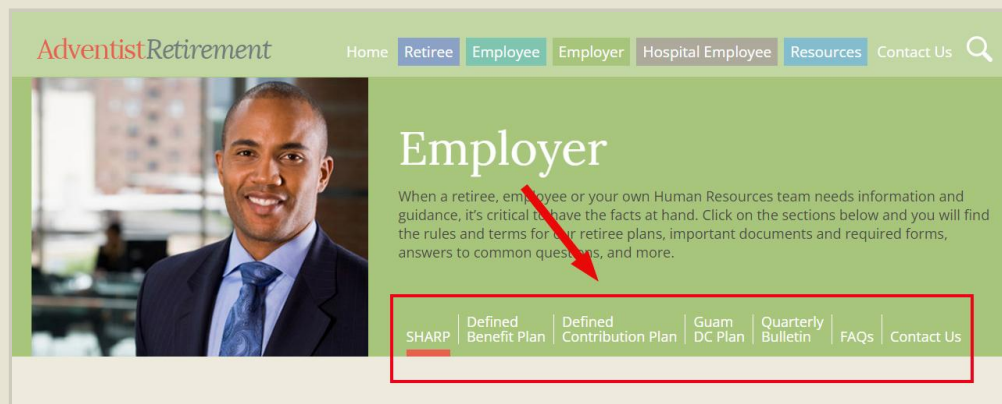 AdventistRetirement
Home Retiree Employee Employer Hospital Employee Resources Contact Us
Employer
When a retiree, employee or your own Human Resources team needs information and
guidance, it's critical to have the facts at hand. Click on the sections below and you will find
the rules and terms for our retiree plans, important documents and required forms,
answers to common questions, and more.
SHARP
Defined
Benefit Plan
Defined
Contribution Plan
Guam
DC Plan
Quarterly
Bulletin
FAQs
Contact Us